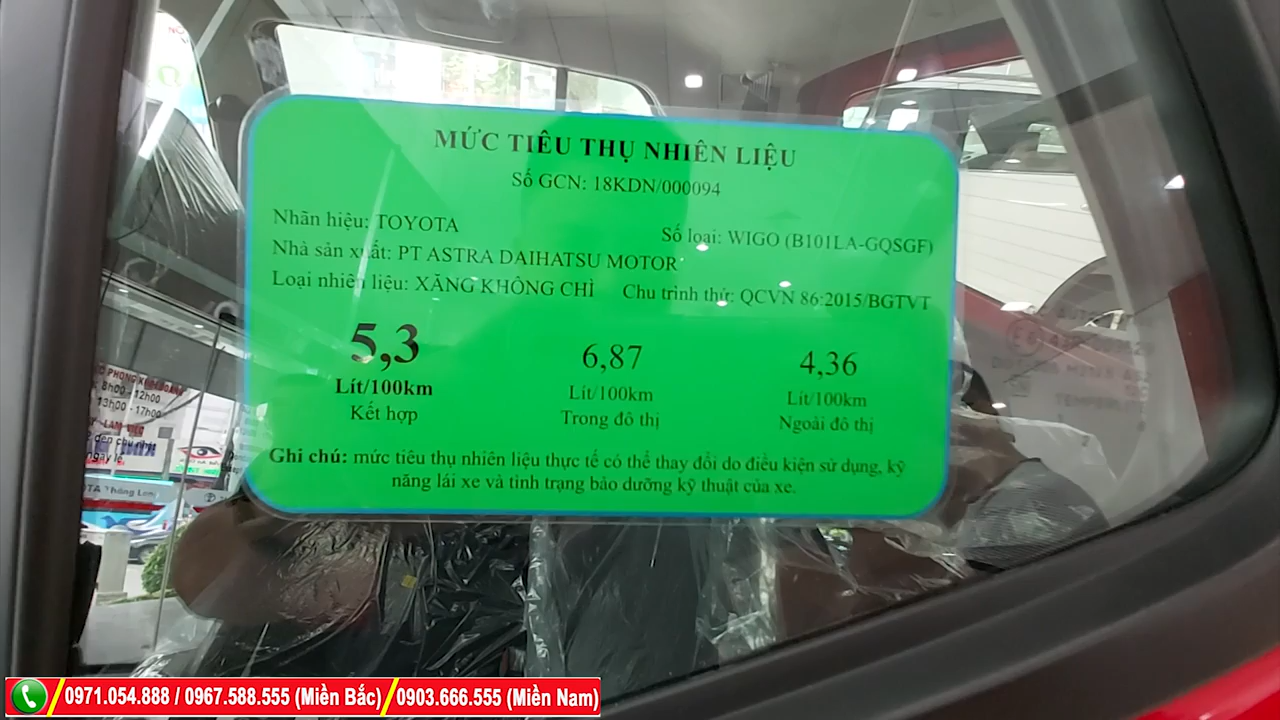 MỨC TIÊU THỤ NHIÊN LIỆU
Số GCN: 18KDN/000094
Nhãn hiệu: TOYOTA
Số loại: WIGO (B101LA-GQSGF)
Nhà sản xuất: PT ASTRA DAIHATSU MOTOR
Loại nhiên liệu: XĂNG KHÔNG CHÌ
Chu trình thử: QCVN 86:2015/BGTVT
5,3
6,87
4,36
Lít/100km
Lít/100km
Lít/100km
Kết hợp
Trong đô thị
Ngoài đô thị
Ghi chú: mức tiêu thụ nhiên liệu thực tế có thể thay đổi do điều kiện sử dụng, kỹ
năng lái xe và tình trạng bảo dưỡng kỹ thuật của xe.
8h00 - 12h00
13h00 - 17h00
0971.054.888 / 0967.588.555 (Miền Bắc) / 0903.666.555 (Miền Nam)